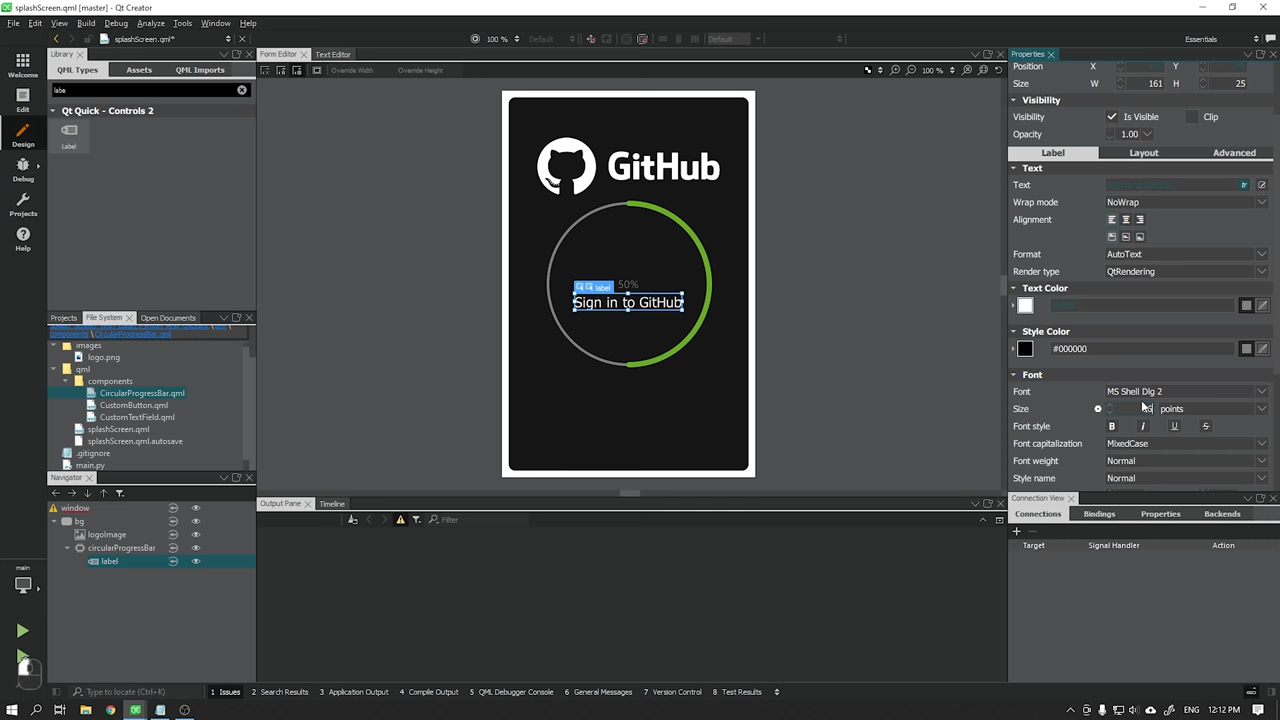 splashScreen.qml [master] - Qt Creator
File Edit View Build Debug Analyze Tools Window Help
splashScreen.qml* 100 % Default Default Essentials
Library Form Editor Text Editor Properties
QML Types Assets QML Imports Override Width Override Height 100 %
labe
Qt Quick - Controls 2
Label
Welcome
Edit
Design
Debug
Projects
Help
Position X Y
Size W 161 H 25
Visibility
Visibility Is Visible Clip
Opacity 1.00
Label Layout Advanced
Text
Text tr
Wrap mode NoWrap
Alignment
Format AutoText
Render type QtRendering
Text Color
Style Color
#000000
Font
Font MS Shell Dlg 2
Size points
Font style B I U S
Font capitalization MixedCase
Font weight Normal
Style name Normal
GitHub
50%
label
Sign in to GitHub
Projects File System Open Documents
components \CircularProgressBar.qml
images
logo.png
qml
components
CircularProgressBar.qml
CustomButton.qml
CustomTextField.qml
splashScreen.qml
splashScreen.qml.autosave
.gitignore
main.py
Navigator
window
bg
logoImage
circularProgressBar
label
Output Pane Timeline
Filter
Connection View
Connections Bindings Properties Backends
Target Signal Handler Action
main
Type to locate (Ctrl+K) 1 Issues 2 Search Results 3 Application Output 4 Compile Output 5 QML Debugger Console 6 General Messages 7 Version Control 8 Test Results
ENG 12:12 PM